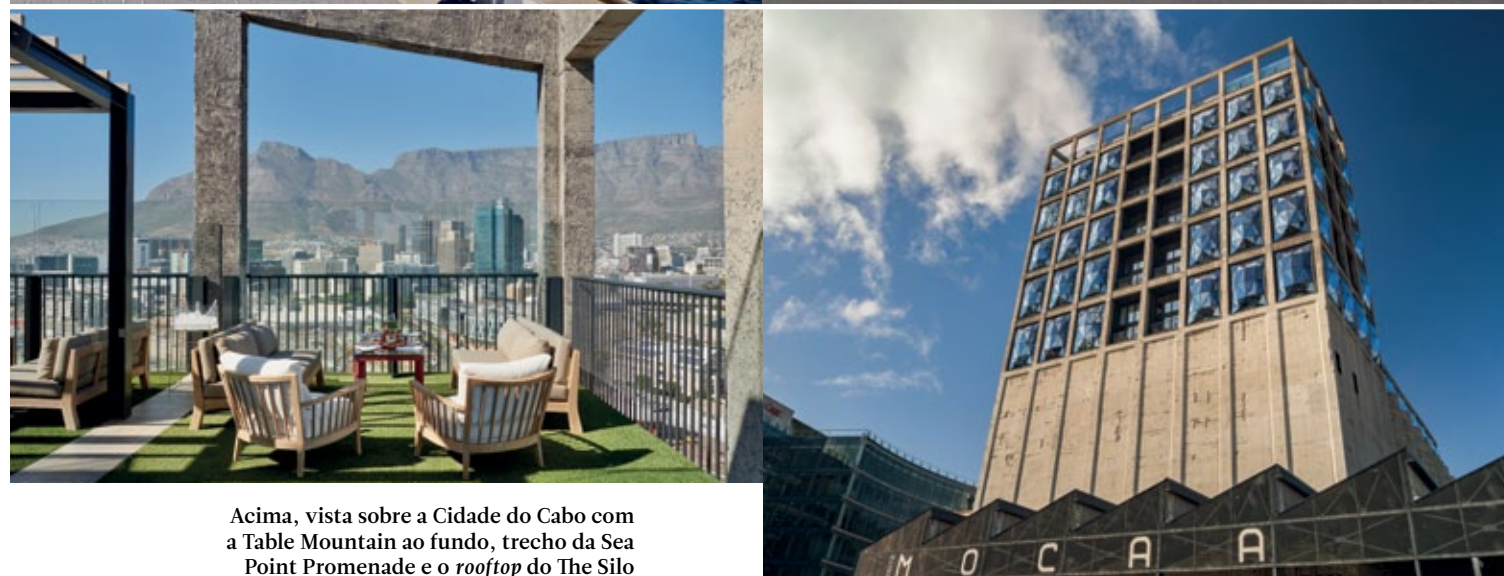 Acima, vista sobre a Cidade do Cabo com
a Table Mountain ao fundo, trecho da Sea
Point Promenade e o rooftop do The Silo
MOCAA